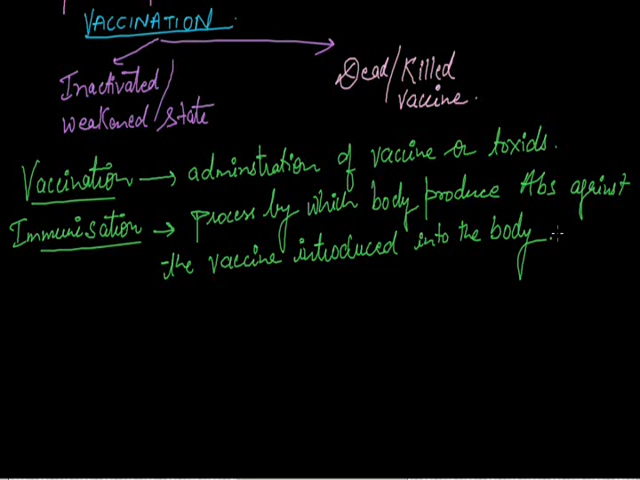 VACCINATION
Inactivated/
weakened/state
Dead/Killed
vaccine.
Vaccination → adminstration of vaccine or toxids.
Immunisation → Process by which body produce Abs against
the vaccine introduced into the body.